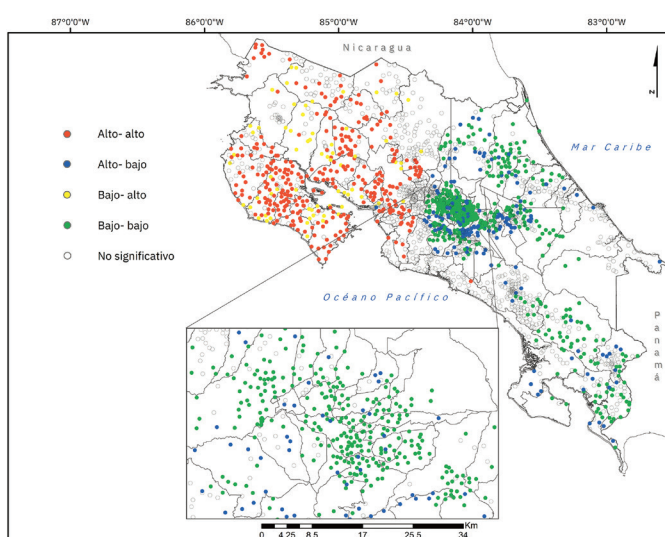 87°0'0"W 86°0'0"W 85°0'0"W 84°0'0"W 83°0'0"W
Nicaragua
N
Alto- alto
Alto- bajo
Bajo- alto
Bajo- bajo
No significativo
Mar Caribe
Océano Pacífico
Panamá
Km
0 4.25 8.5 17 25.5 34